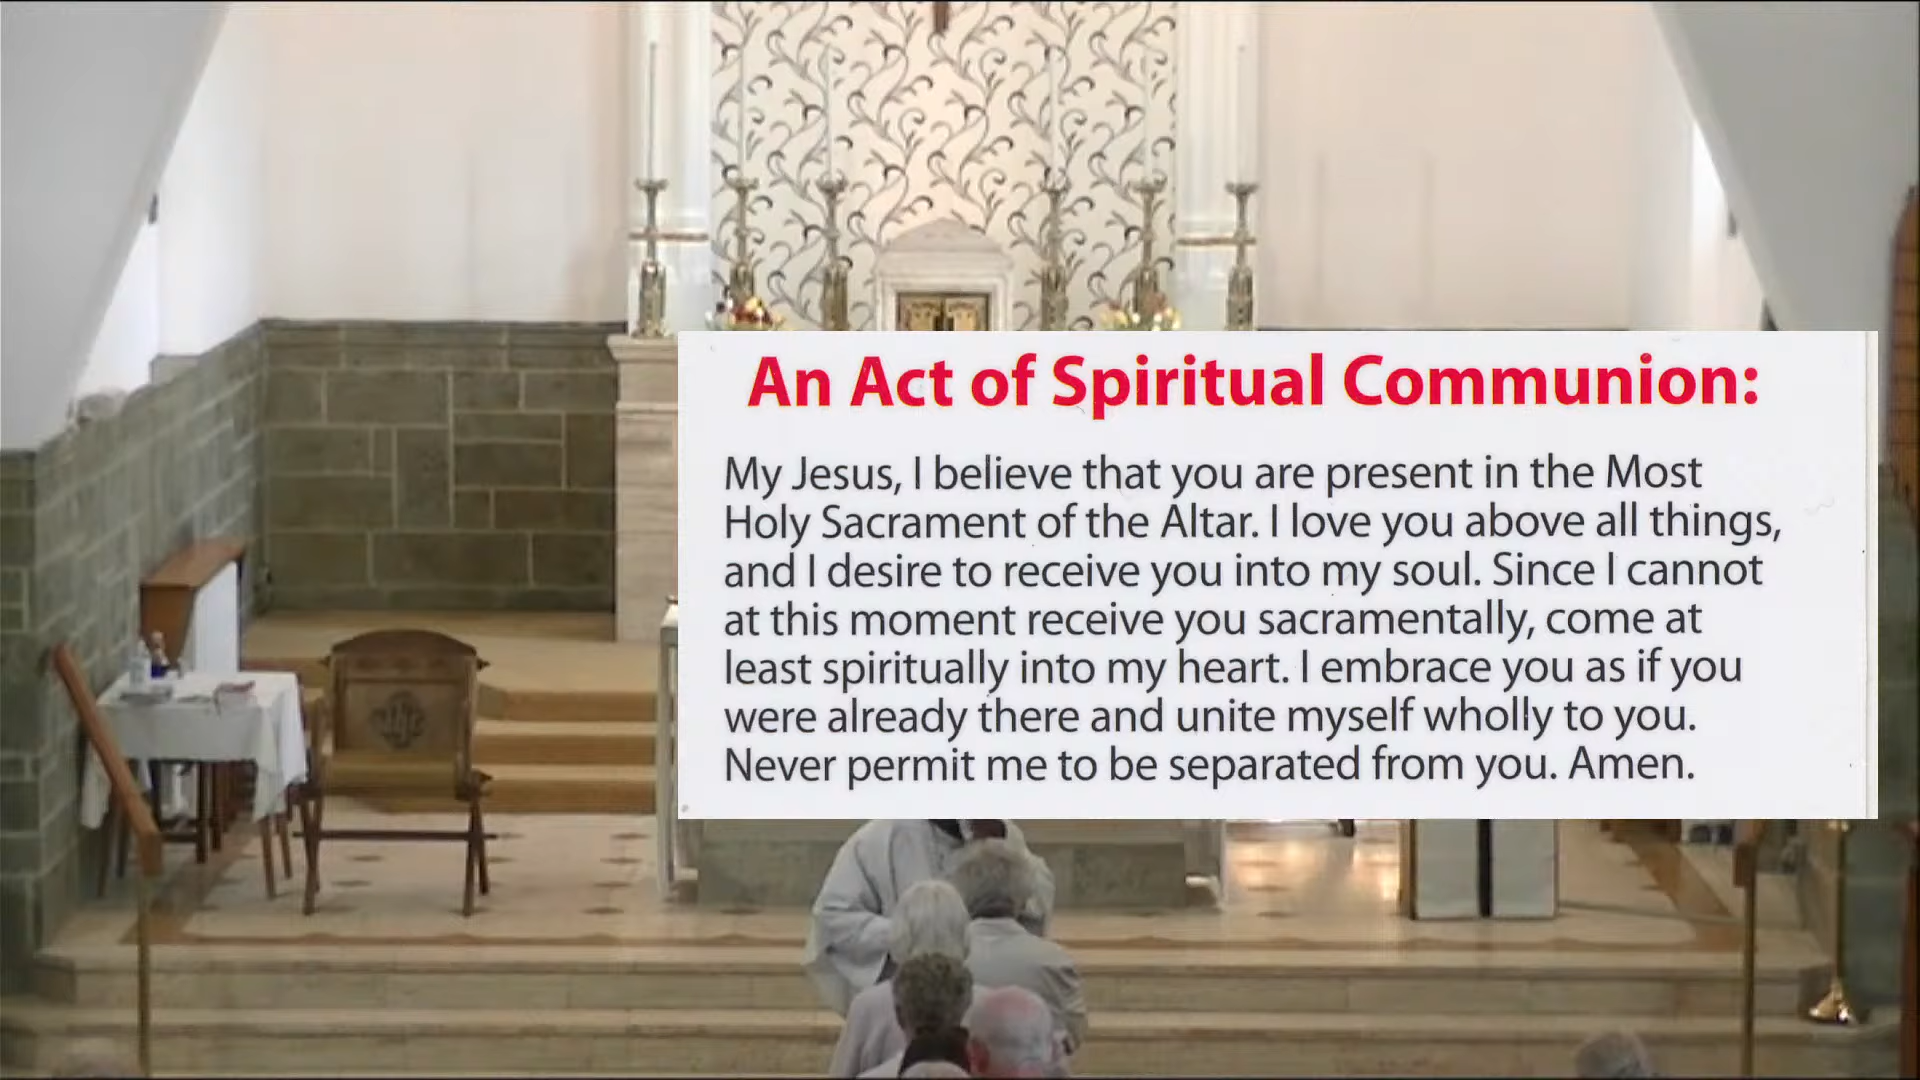 An Act of Spiritual Communion:
My Jesus, I believe that you are present in the Most
Holy Sacrament of the Altar. I love you above all things,
and I desire to receive you into my soul. Since I cannot
at this moment receive you sacramentally, come at
least spiritually into my heart. I embrace you as if you
were already there and unite myself wholly to you.
Never permit me to be separated from you. Amen.